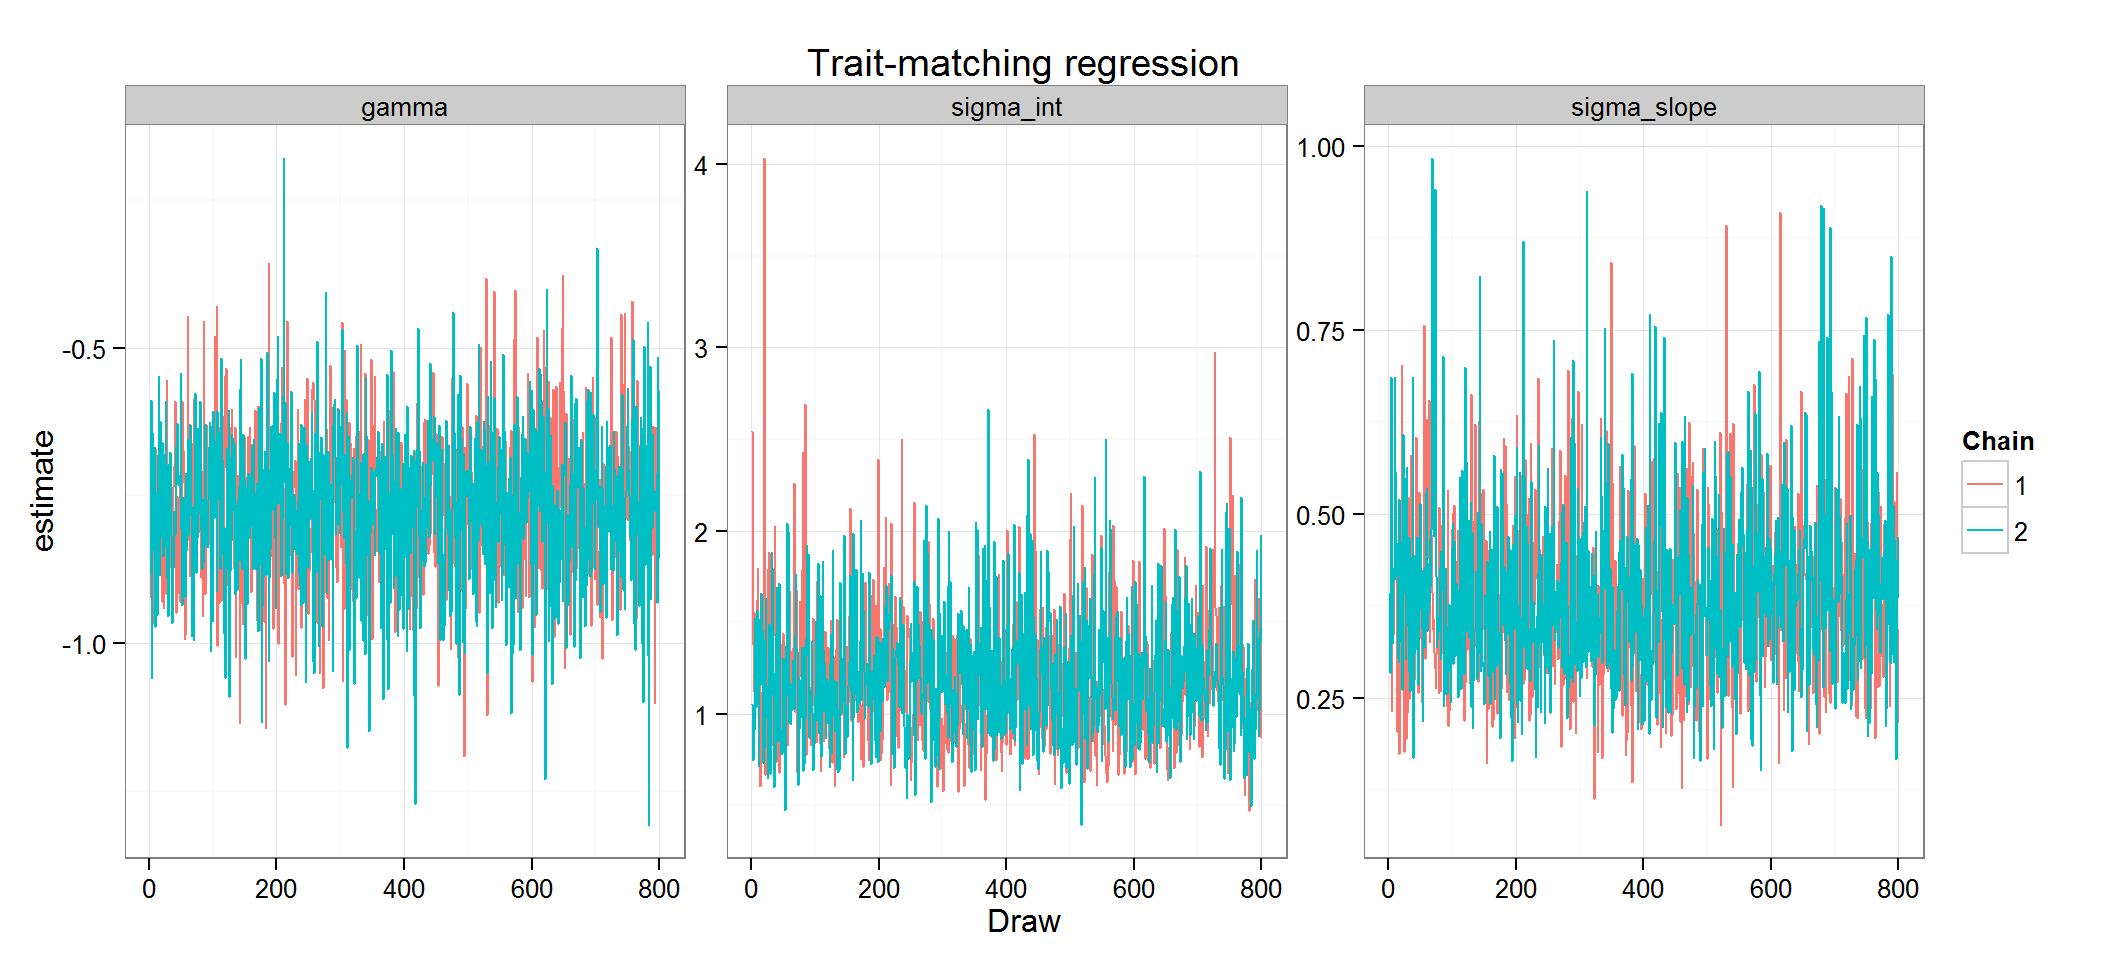 Trait-matching regression
gamma
sigma_int
sigma_slope
estimate
-0.5
-1.0
4
3
2
1
1.00
0.75
0.50
0.25
0 200 400 600 800
0 200 400 600 800
0 200 400 600 800
Draw
Chain
1
2